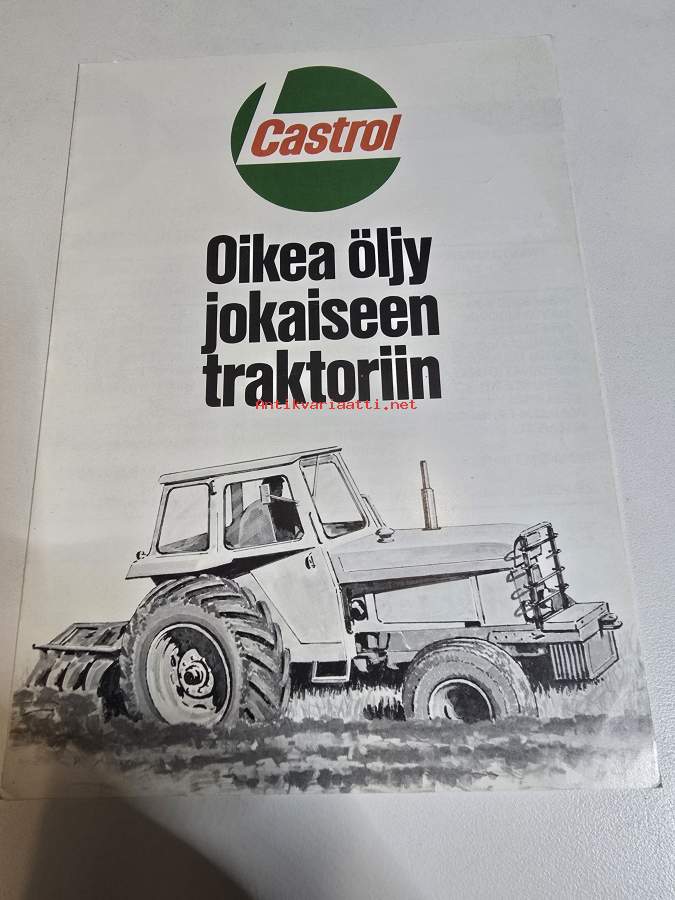 Castrol
Oikea öljy
jokaiseen
traktoriin
Antikvariaatti.net